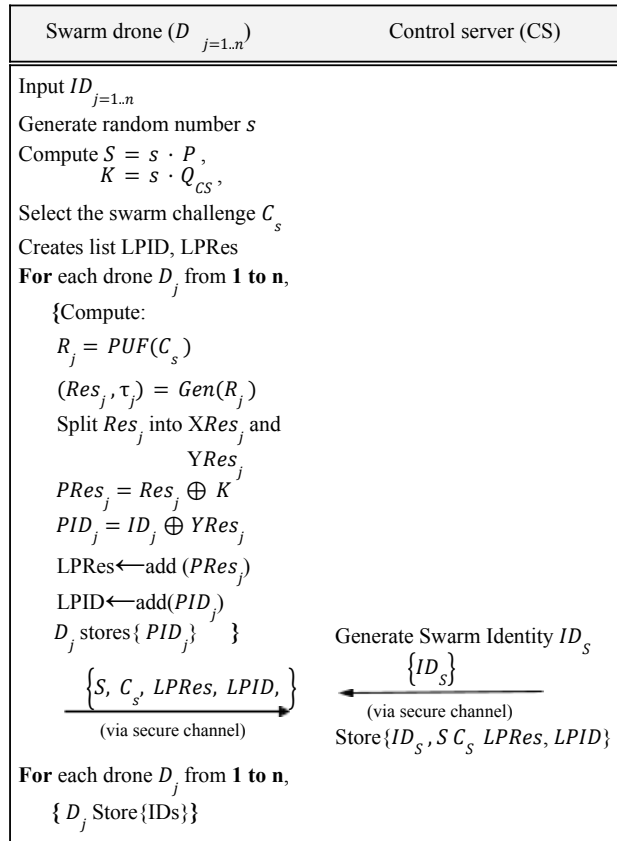 Swarm drone (D j=1..n) Control server (CS)
Input ID_{j=1..n}
Generate random number s
Compute S = s · P ,
K = s · Q_{CS} ,
Select the swarm challenge C_s
Creates list LPID, LPRes
For each drone D_j from 1 to n,
{Compute:
R_j = PUF(C_s)
(Res_j, τ_j) = Gen(R_j)
Split Res_j into XRes_j and
YRes_j
PRes_j = Res_j ⊕ K
PID_j = ID_j ⊕ YRes_j
LPRes←add (PRes_j)
LPID←add(PID_j)
D_j stores{ PID_j} }
Generate Swarm Identity ID_S
{ID_S}
{S, C_s, LPRes, LPID, }
(via secure channel)
(via secure channel)
Store{ID_S , S C_S LPRes, LPID}
For each drone D_j from 1 to n,
{ D_j Store{IDs}}